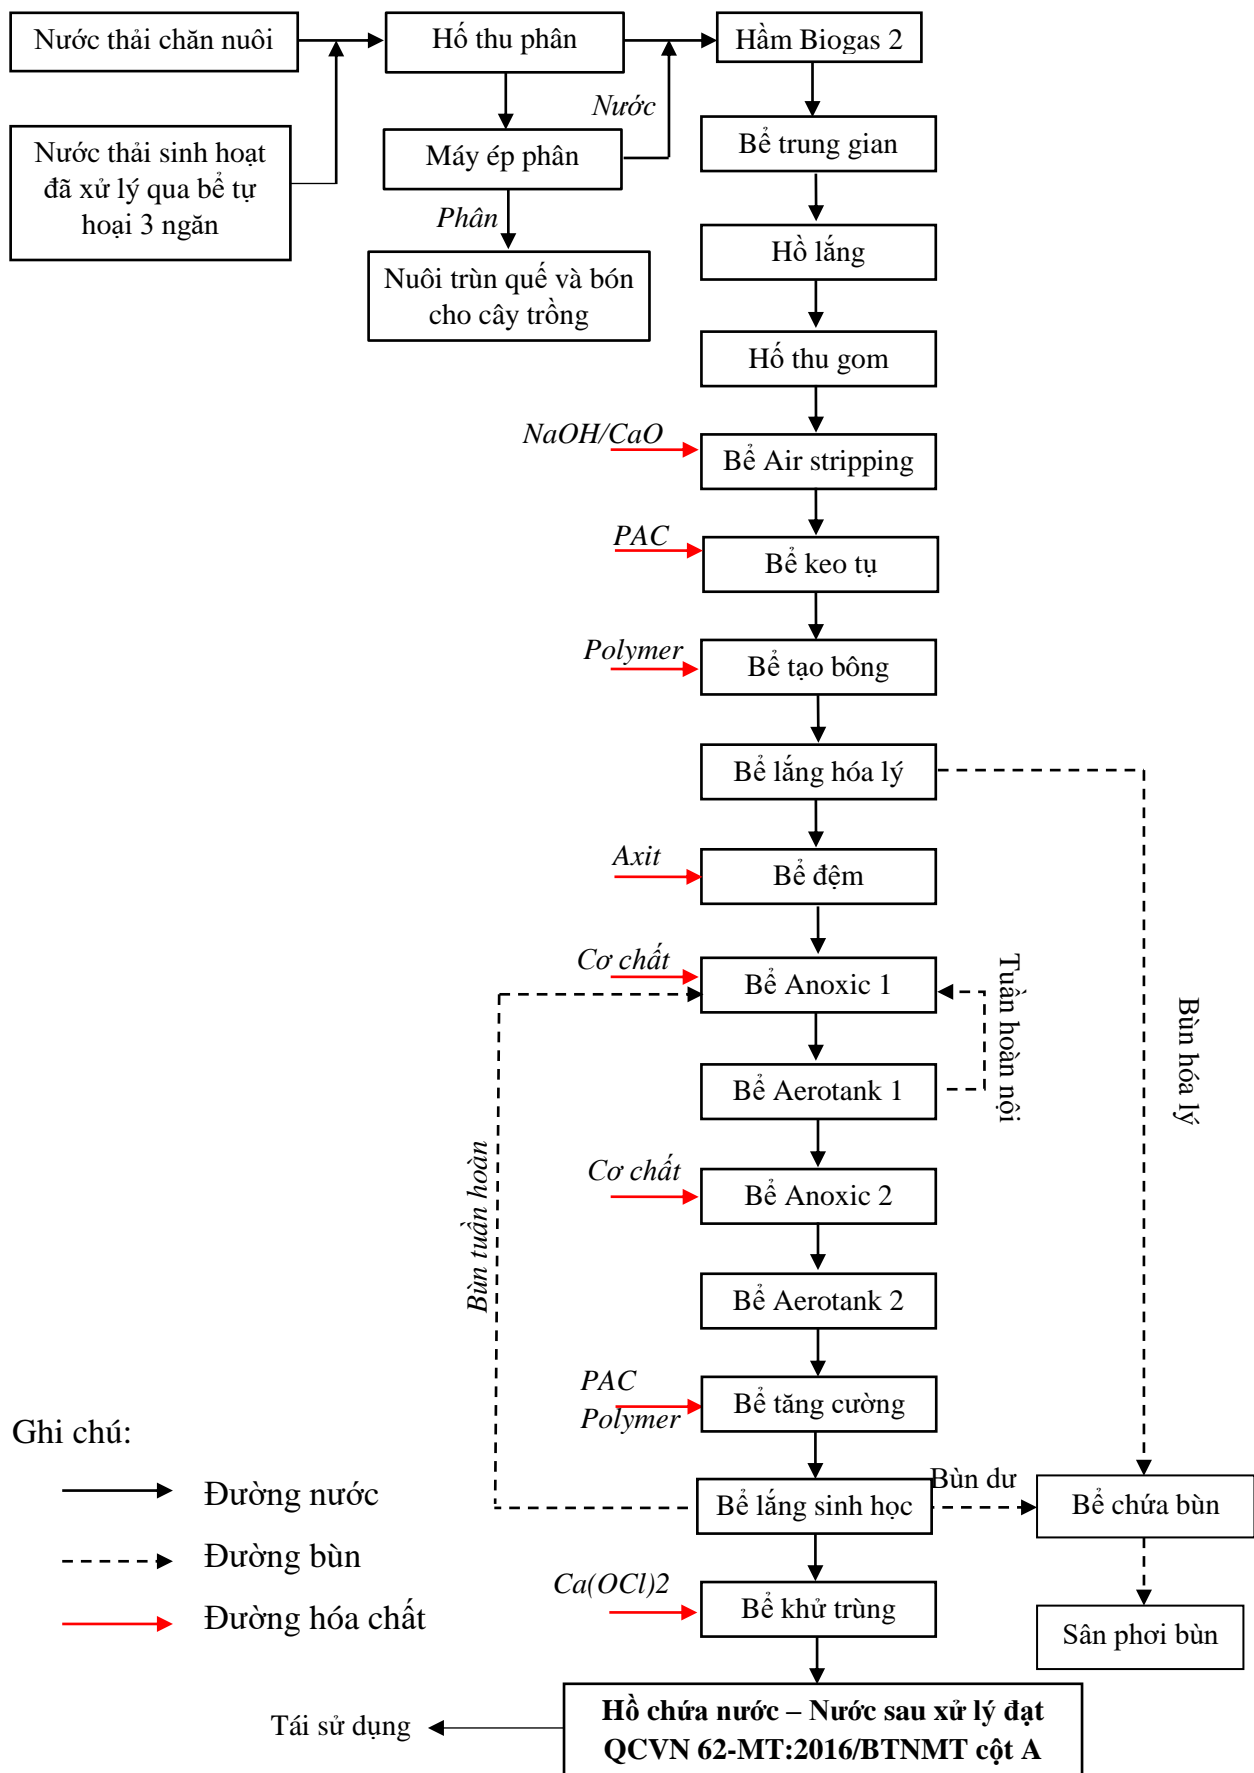 Nước thải chăn nuôi
Hố thu phân
Hầm Biogas 2
Nước
Nước thải sinh hoạt
đã xử lý qua bể tự
hoại 3 ngăn
Máy ép phân
Bể trung gian
Phân
Nuôi trùn quế và bón
cho cây trồng
Hồ lắng
Hố thu gom
NaOH/CaO
Bể Air stripping
PAC
Bể keo tụ
Polymer
Bể tạo bông
Bể lắng hóa lý
Axit
Bể đệm
Cơ chất
Bể Anoxic 1
Tuần hoàn nội
Bùn hóa lý
Bể Aerotank 1
Bùn tuần hoàn
Cơ chất
Bể Anoxic 2
Bể Aerotank 2
PAC
Polymer
Bể tăng cường
Ghi chú:
Đường nước
Đường bùn
Đường hóa chất
Bể lắng sinh học
Bùn dư
Bể chứa bùn
Ca(OCl)2
Bể khử trùng
Sân phơi bùn
Tái sử dụng
Hồ chứa nước – Nước sau xử lý đạt
QCVN 62-MT:2016/BTNMT cột A